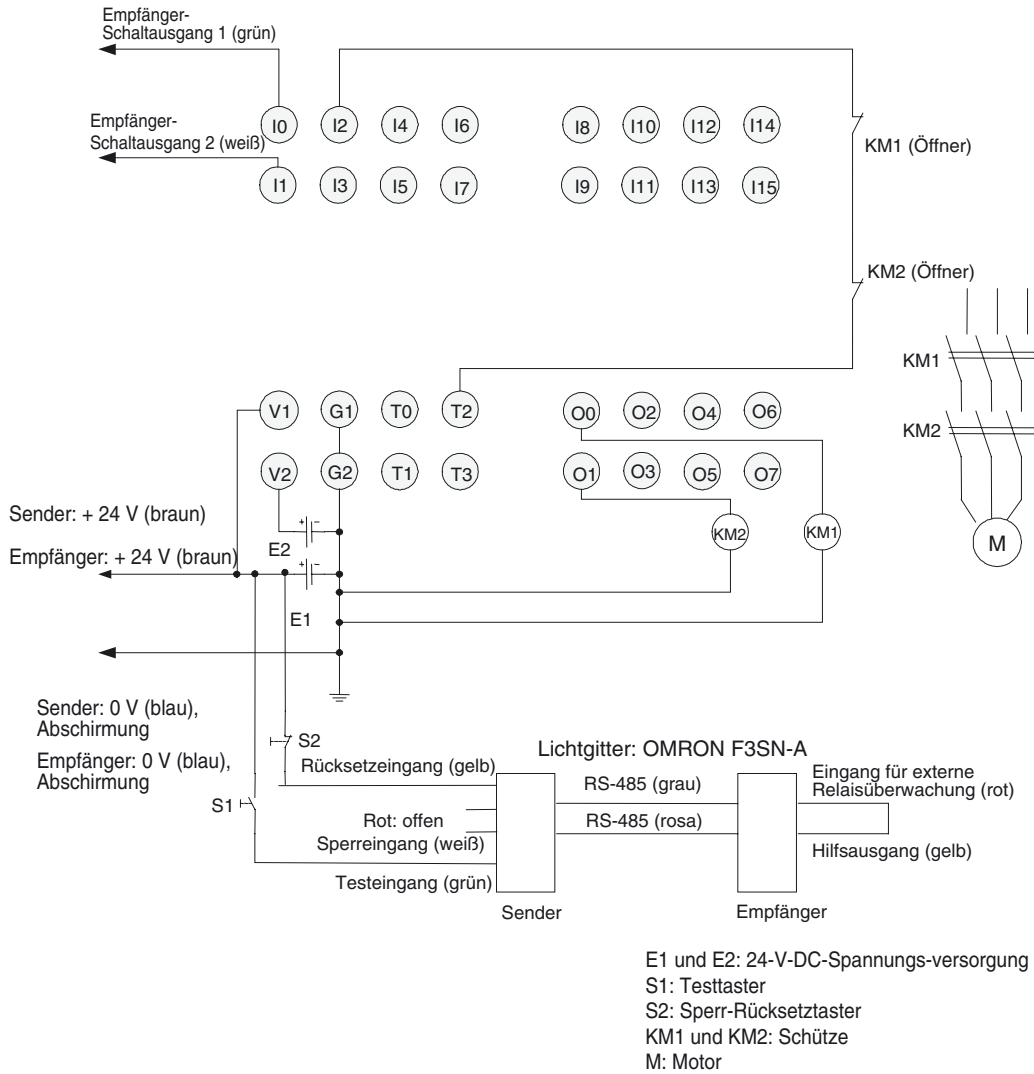 Empfänger-
Schaltausgang 1 (grün)
Empfänger-
Schaltausgang 2 (weiß)
I0 I2 I4 I6 I8 I10 I12 I14
KM1 (Öffner)
I1 I3 I5 I7 I9 I11 I13 I15
KM2 (Öffner)
KM1
KM2
M
V1 G1 T0 T2 O0 O2 O4 O6
V2 G2 T1 T3 O1 O3 O5 O7
Sender: + 24 V (braun)
+ -
E2
KM2 KM1
Empfänger: + 24 V (braun)
+ -
E1
Sender: 0 V (blau),
Abschirmung
Empfänger: 0 V (blau),
Abschirmung
S2
S1
Lichtgitter: OMRON F3SN-A
Rücksetzeingang (gelb)
Rot: offen
Sperreingang (weiß)
Testeingang (grün)
RS-485 (grau)
RS-485 (rosa)
Eingang für externe
Relaisüberwachung (rot)
Hilfsausgang (gelb)
Sender
Empfänger
E1 und E2: 24-V-DC-Spannungs-versorgung
S1: Testtaster
S2: Sperr-Rücksetztaster
KM1 und KM2: Schütze
M: Motor